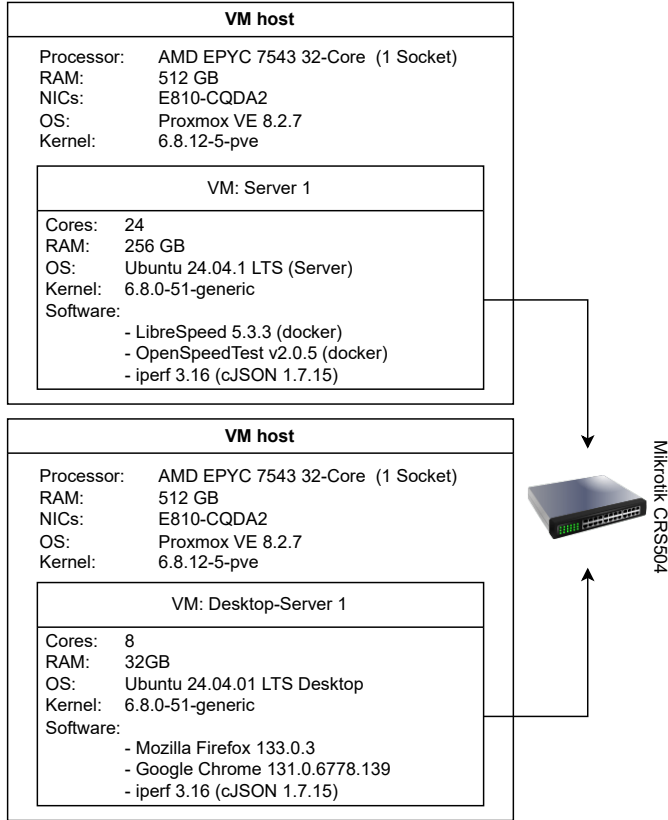 VM host
Processor: AMD EPYC 7543 32-Core (1 Socket)
RAM: 512 GB
NICs: E810-CQDA2
OS: Proxmox VE 8.2.7
Kernel: 6.8.12-5-pve
VM: Server 1
Cores: 24
RAM: 256 GB
OS: Ubuntu 24.04.1 LTS (Server)
Kernel: 6.8.0-51-generic
Software:
- LibreSpeed 5.3.3 (docker)
- OpenSpeedTest v2.0.5 (docker)
- iperf 3.16 (cJSON 1.7.15)
VM host
Processor: AMD EPYC 7543 32-Core (1 Socket)
RAM: 512 GB
NICs: E810-CQDA2
OS: Proxmox VE 8.2.7
Kernel: 6.8.12-5-pve
VM: Desktop-Server 1
Cores: 8
RAM: 32GB
OS: Ubuntu 24.04.01 LTS Desktop
Kernel: 6.8.0-51-generic
Software:
- Mozilla Firefox 133.0.3
- Google Chrome 131.0.6778.139
- iperf 3.16 (cJSON 1.7.15)
Mikrotik CRS504